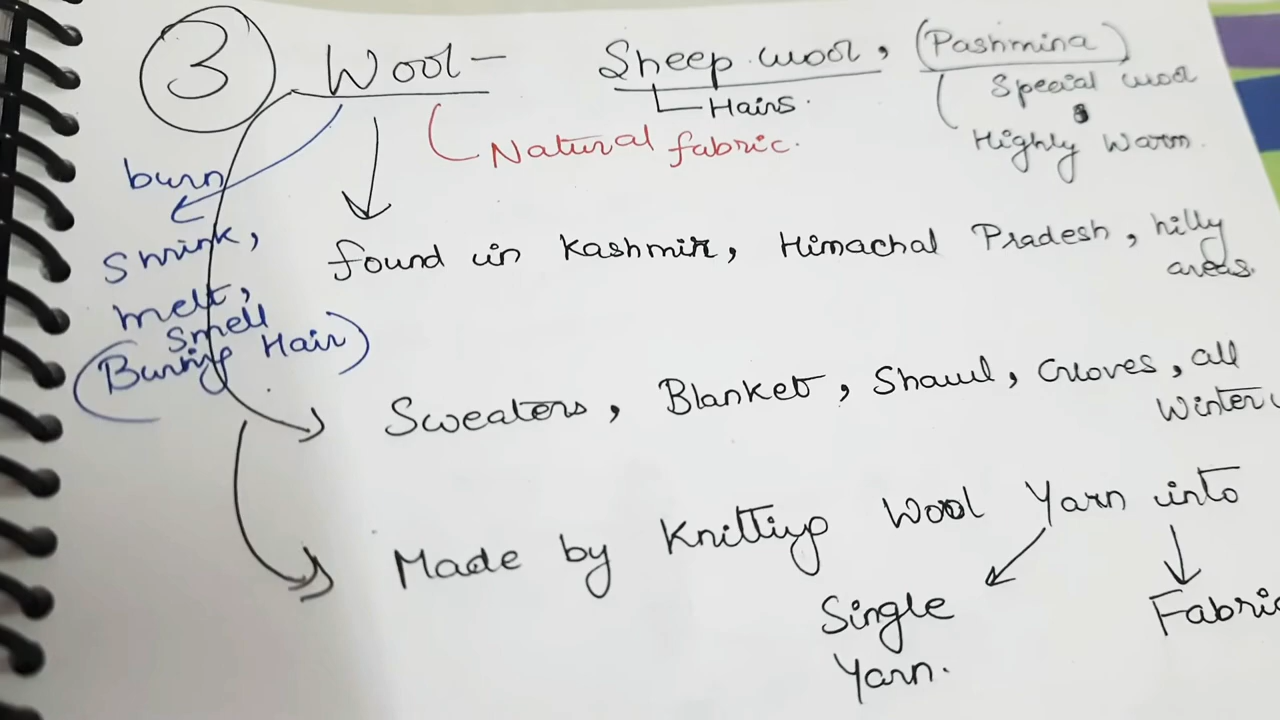 3 Wool - Sheep wool, (Pashmina)
Hairs.
Special wool
Highly Warm.
Natural fabric.
burn
Shrink,
melt,
Smell
(Burning Hair)
found in Kashmir, Himachal Pradesh, hilly
areas.
Sweaters, Blanket, Shawl, Gloves, all
Winter
Made by Knitting Wool Yarn into
Single
Yarn.
Fabric